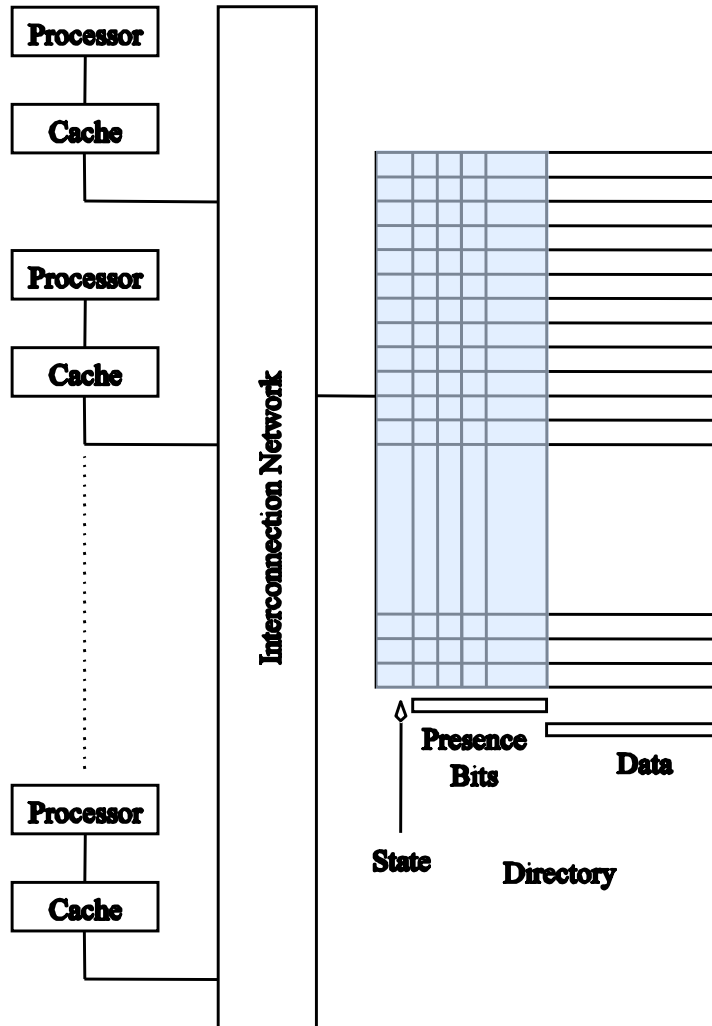 Processor
Cache
Processor
Cache
Interconnection Network
Presence
Bits
Data
State
Directory
Processor
Cache